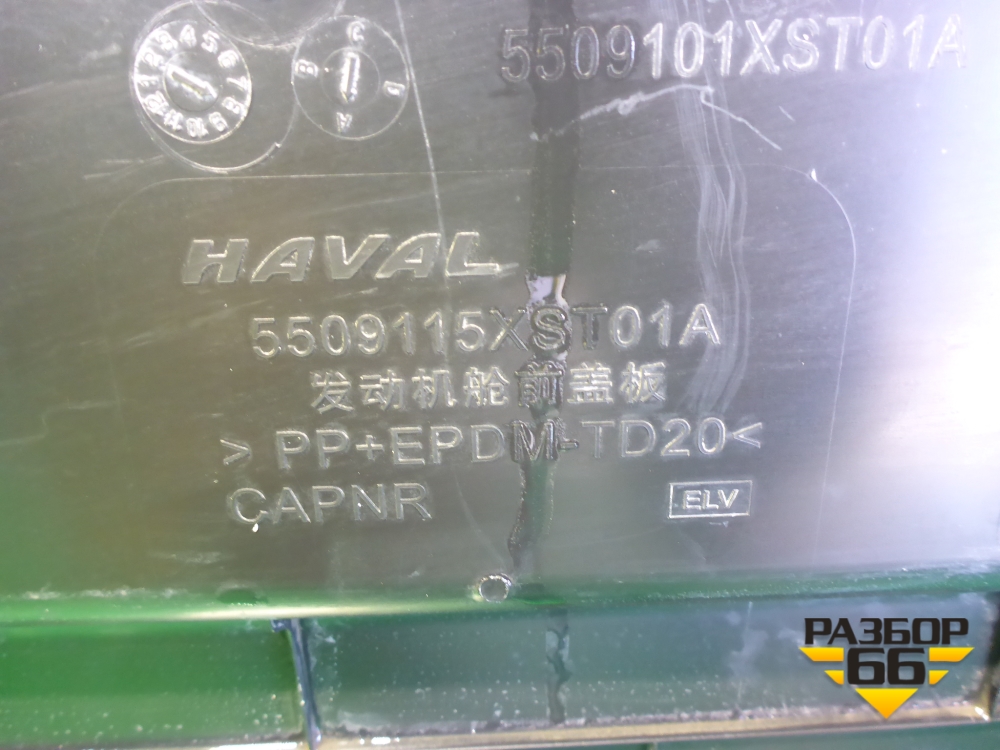 5509101XST01A
C
B
D
A
HAVAL
5509115XST01A
发动机舱前盖板
>PP+EPDM-TD20<
CAPNR
ELV
РАЗБОР
66